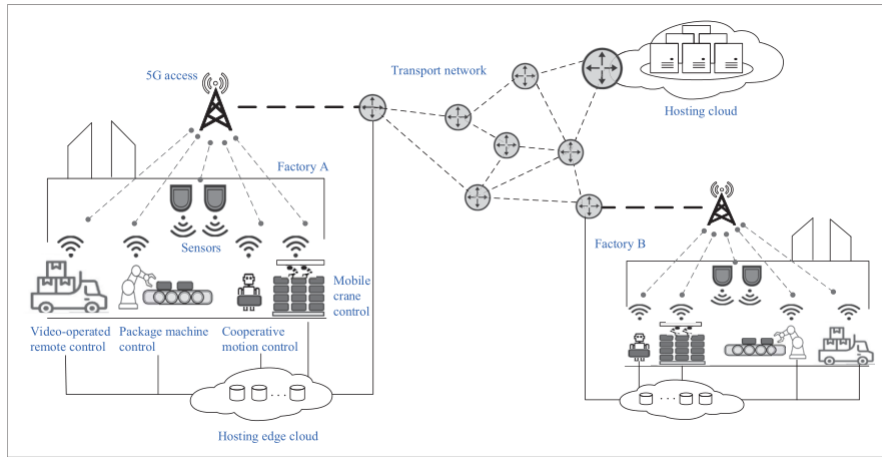 5G access
Transport network
Hosting cloud
Factory A
Sensors
Mobile
crane
control
Video-operated
remote control
Package machine
control
Cooperative
motion control
Hosting edge cloud
Factory B